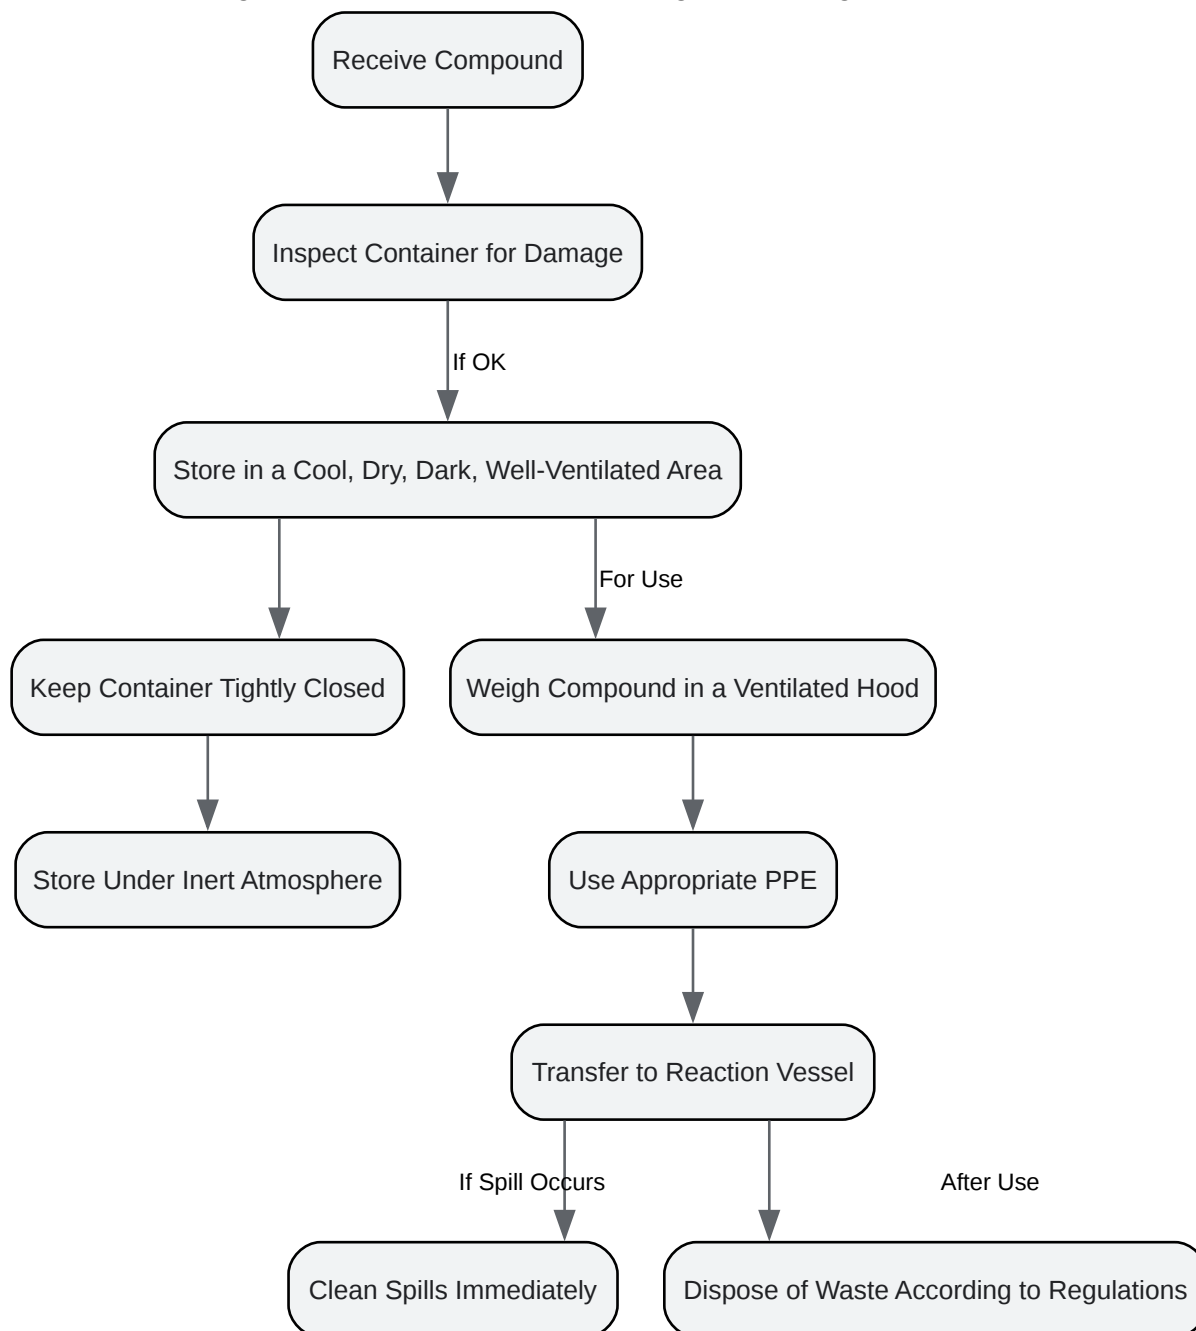 Receive Compound
Inspect Container for Damage
If OK
Store in a Cool, Dry, Dark, Well-Ventilated Area
For Use
Keep Container Tightly Closed
Weigh Compound in a Ventilated Hood
Store Under Inert Atmosphere
Use Appropriate PPE
Transfer to Reaction Vessel
If Spill Occurs
After Use
Clean Spills Immediately
Dispose of Waste According to Regulations